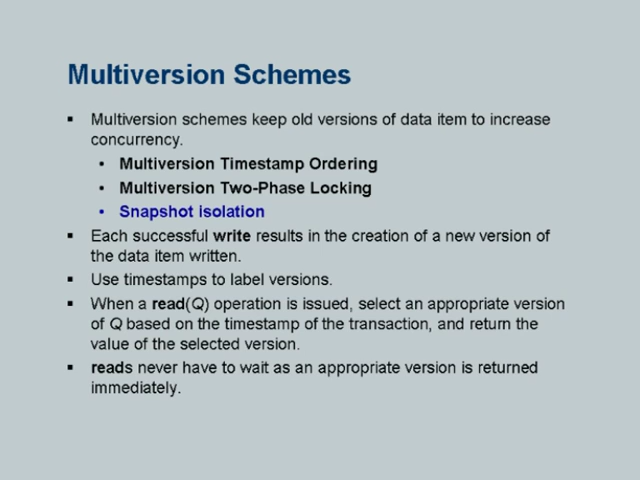 Multiversion Schemes
▪ Multiversion schemes keep old versions of data item to increase
concurrency.
• Multiversion Timestamp Ordering
• Multiversion Two-Phase Locking
• Snapshot isolation
▪ Each successful write results in the creation of a new version of
the data item written.
▪ Use timestamps to label versions.
▪ When a read(Q) operation is issued, select an appropriate version
of Q based on the timestamp of the transaction, and return the
value of the selected version.
▪ reads never have to wait as an appropriate version is returned
immediately.